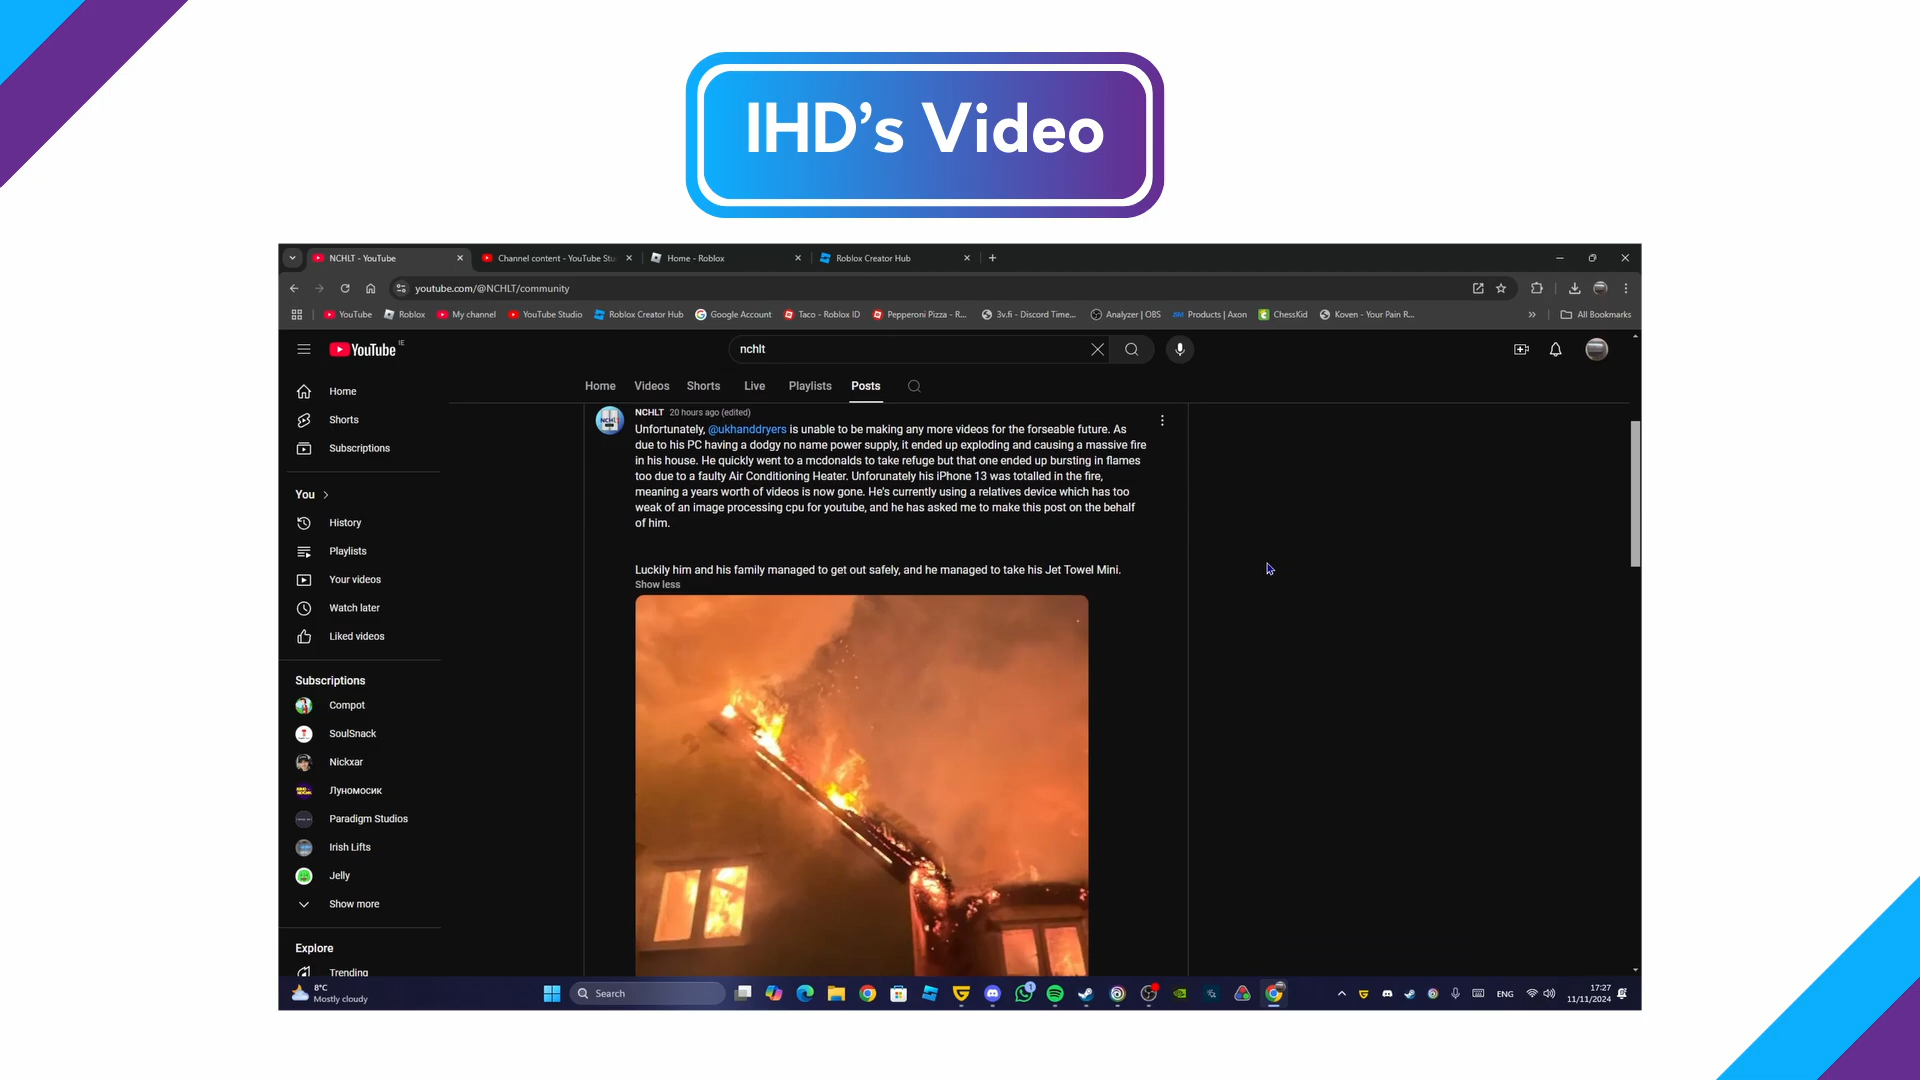 IHD's Video
NCHLT - YouTube
Channel content - YouTube Stu
Home - Roblox
Roblox Creator Hub
youtube.com/@NCHLT/community
YouTube
Roblox
My channel
YouTube Studio
Roblox Creator Hub
Google Account
Taco - Roblox ID
Pepperoni Pizza - R...
3v.fi - Discord Time...
Analyzer | OBS
Products | Axon
ChessKid
Koven - Your Pain R...
All Bookmarks
YouTube IE
nchlt
Home
Videos
Shorts
Live
Playlists
Posts
Home
Shorts
Subscriptions
You
History
Playlists
Your videos
Watch later
Liked videos
Subscriptions
Compot
SoulSnack
Nickxar
Луномосик
Paradigm Studios
Irish Lifts
Jelly
Show more
Explore
Trending
NCHLT 20 hours ago (edited)
Unfortunately, @ukhanddryers is unable to be making any more videos for the forseable future. As
due to his PC having a dodgy no name power supply, it ended up exploding and causing a massive fire
in his house. He quickly went to a mcdonalds to take refuge but that one ended up bursting in flames
too due to a faulty Air Conditioning Heater. Unforunately his iPhone 13 was totalled in the fire,
meaning a years worth of videos is now gone. He's currently using a relatives device which has too
weak of an image processing cpu for youtube, and he has asked me to make this post on the behalf
of him.
Luckily him and his family managed to get out safely, and he managed to take his Jet Towel Mini.
Show less
8°C
Mostly cloudy
Search
1
ENG
17:27
11/11/2024